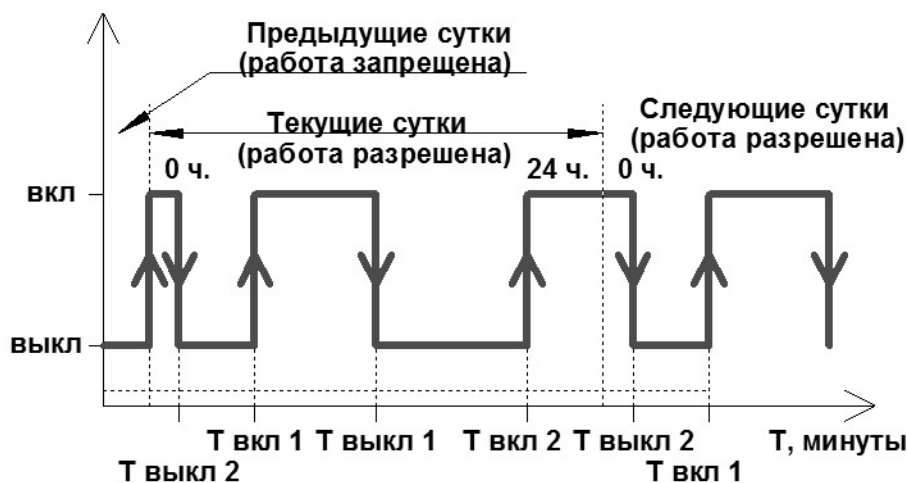 Предыдущие сутки
(работа запрещена)
Текущие сутки
(работа разрешена)
Следующие сутки
(работа разрешена)
0 ч.
24 ч.
0 ч.
ВКЛ
ВЫКЛ
Т вкл 1
Т выкл 1
Т вкл 2
Т выкл 2
Т, минуты
Т выкл 2
Т вкл 1